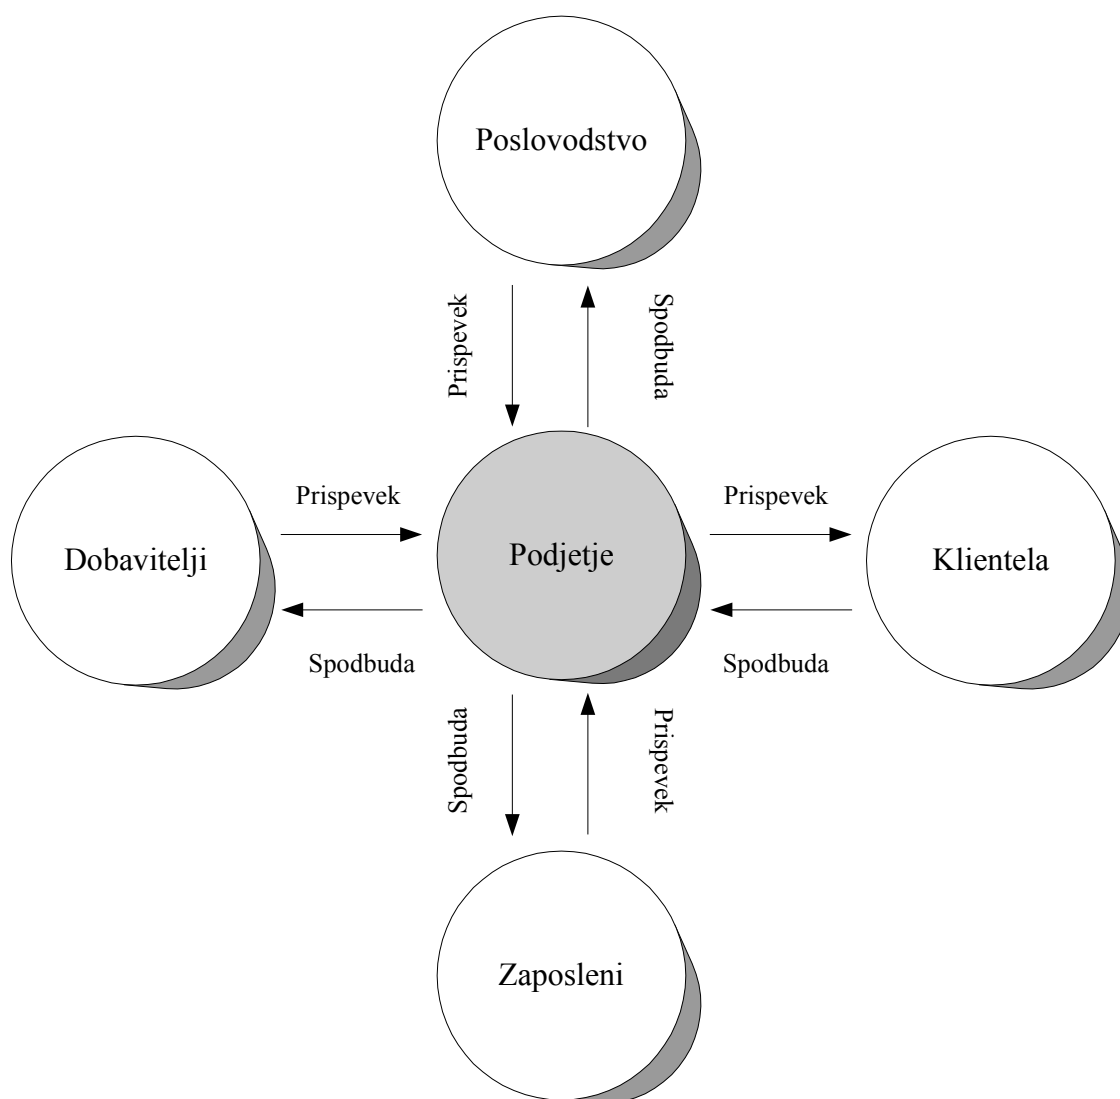 Poslovodstvo
Prispevek
Spodbuda
Prispevek
Prispevek
Dobavitelji
Podjetje
Klientela
Spodbuda
Spodbuda
Spodbuda
Prispevek
Zaposleni